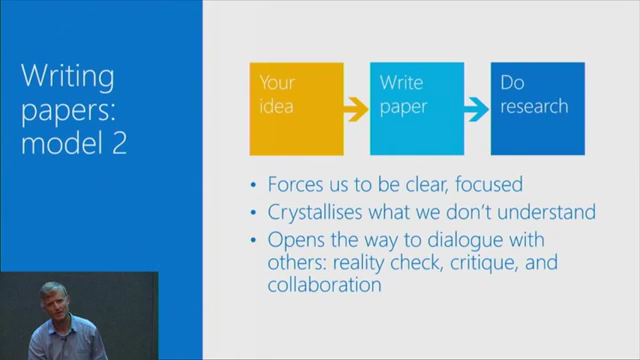 Writing
papers:
model 2
Your
idea
Write
paper
Do
research
• Forces us to be clear, focused
• Crystallises what we don't understand
• Opens the way to dialogue with
others: reality check, critique, and
collaboration